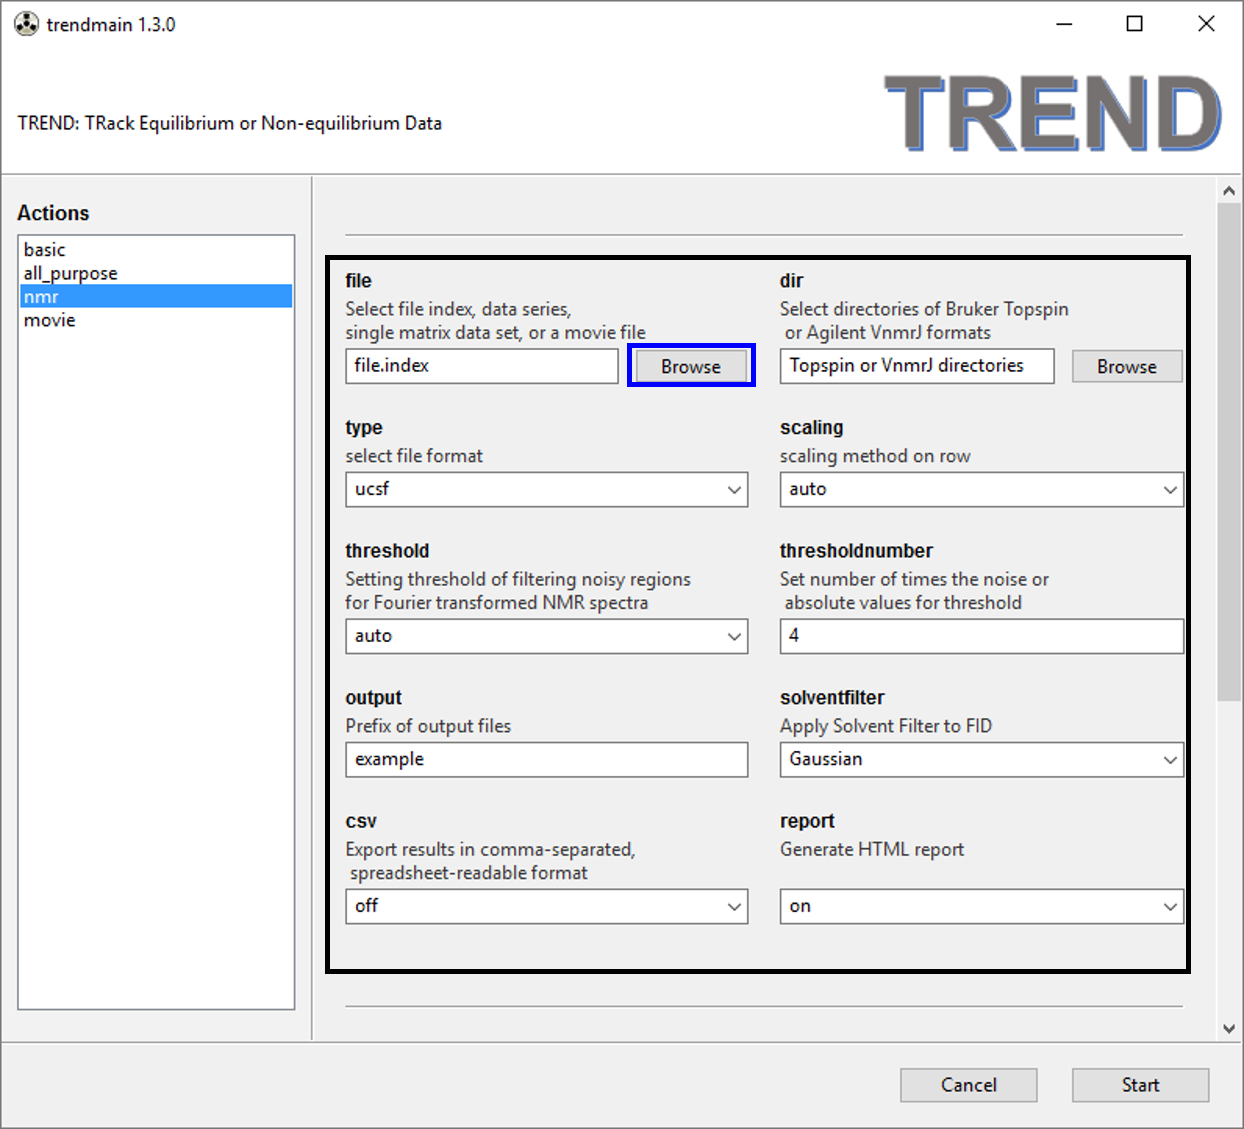 trendmain 1.3.0
TREND: TRack Equilibrium or Non-equilibrium Data
TREND
Actions
basic
all_purpose
nmr
movie
file
Select file index, data series,
single matrix data set, or a movie file
file.index
Browse
dir
Select directories of Bruker Topspin
or Agilent VnmrJ formats
Topspin or VnmrJ directories
Browse
type
select file format
ucsf
scaling
scaling method on row
auto
threshold
Setting threshold of filtering noisy regions
for Fourier transformed NMR spectra
auto
thresholdnumber
Set number of times the noise or
absolute values for threshold
4
output
Prefix of output files
example
solventfilter
Apply Solvent Filter to FID
Gaussian
csv
Export results in comma-separated,
spreadsheet-readable format
off
report
Generate HTML report
on
Cancel
Start